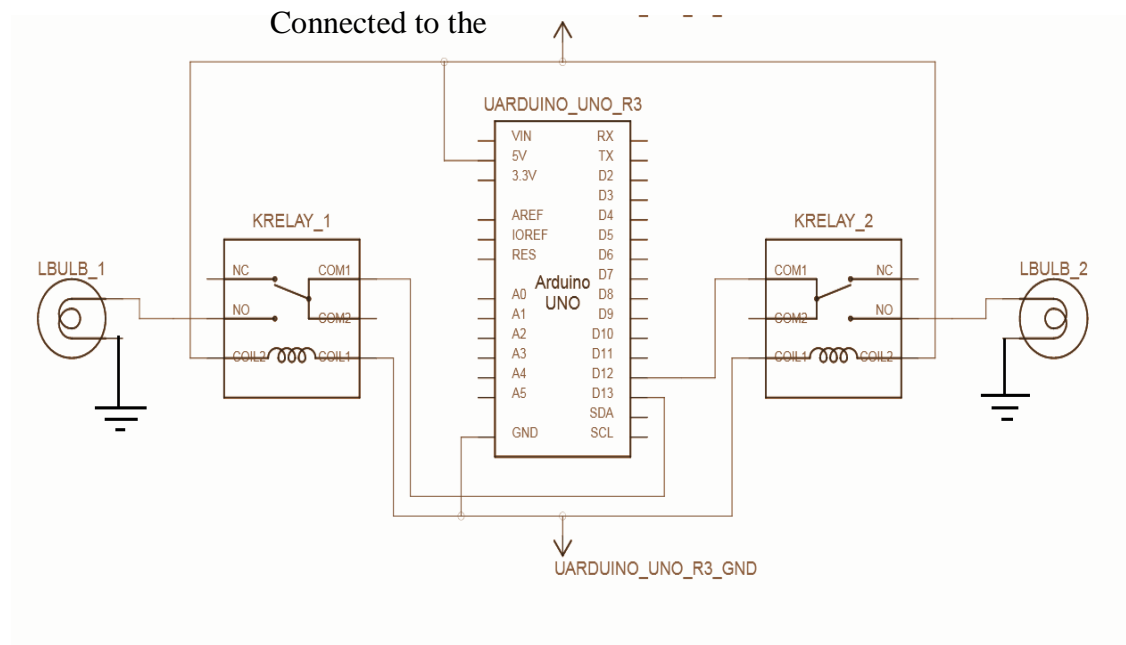 Connected to the
UARDUINO_UNO_R3
VIN
5V
3.3V
AREF
IOREF
RES
A0
A1
A2
A3
A4
A5
GND
Arduino
UNO
RX
TX
D2
D3
D4
D5
D6
D7
D8
D9
D10
D11
D12
D13
SDA
SCL
KRELAY_1
NC
COM1
NO
COM2
COIL2
COIL1
LBULB_1
KRELAY_2
COM1
NC
COM2
NO
COIL1
COIL2
LBULB_2
UARDUINO_UNO_R3_GND